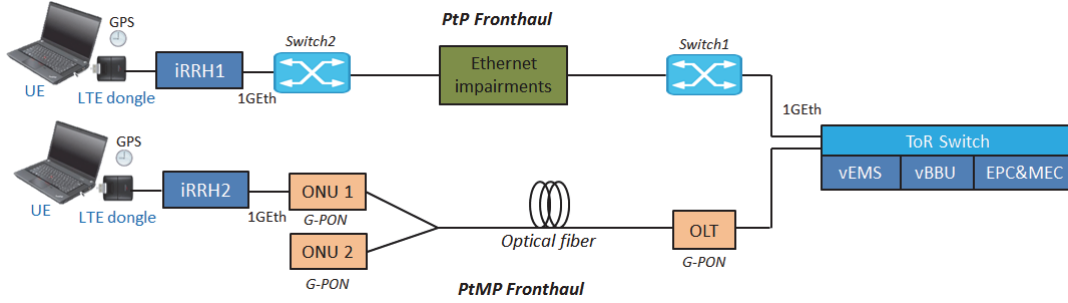 PtP Fronthaul
GPS
Switch2
Switch1
Ethernet
impairments
iRRH1
1GEth
UE
LTE dongle
1GEth
GPS
ToR Switch
vEMS
vBBU
EPC&MEC
iRRH2
ONU 1
1GEth
G-PON
UE
LTE dongle
ONU 2
G-PON
Optical fiber
OLT
G-PON
PtMP Fronthaul